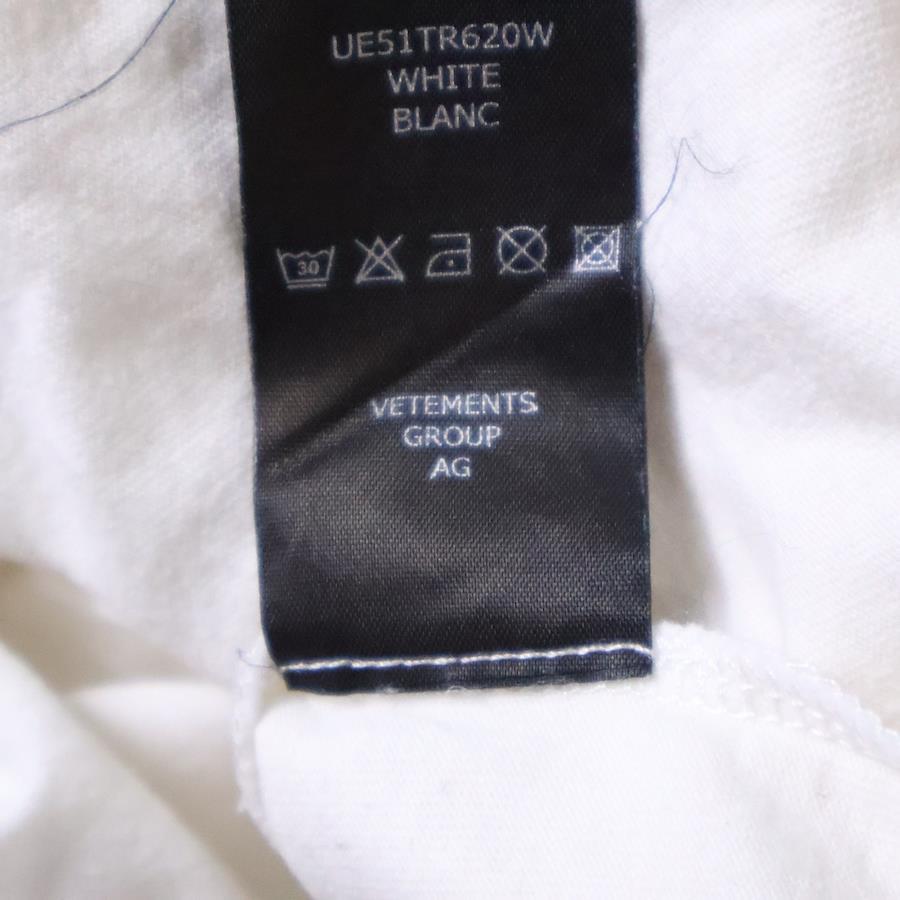 UE51TR620W
WHITE
BLANC
30
VETEMENTS
GROUP
AG